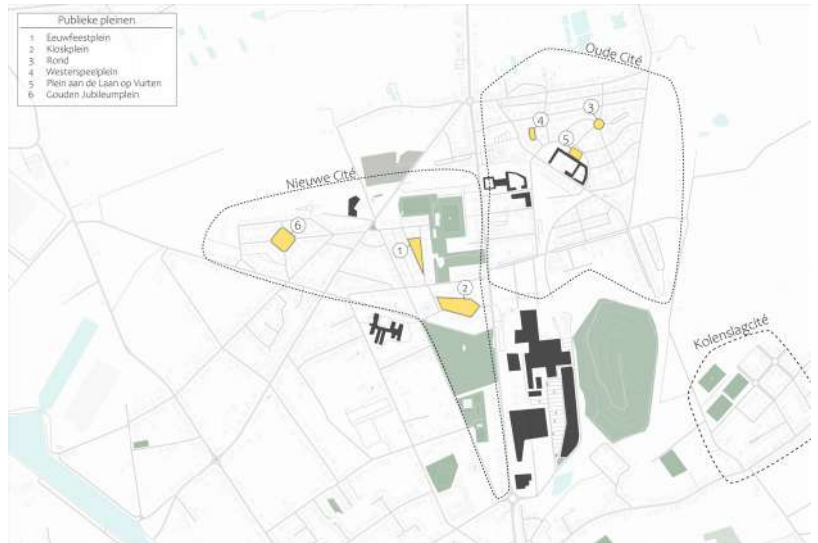 Publieke pleinen
1 Eeuwfeestplein
2 Kioskplein
3 Rond
4 Westerspeelplein
5 Plein aan de Laan op Vurten
6 Gouden Jubileumplein
Oude Cité
3
4
5
Nieuwe Cité
6
1
2
Kolenslagcité